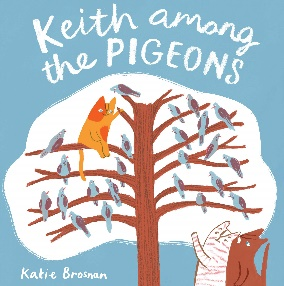 Keith among
the PIGEONS
Katie Brosnan